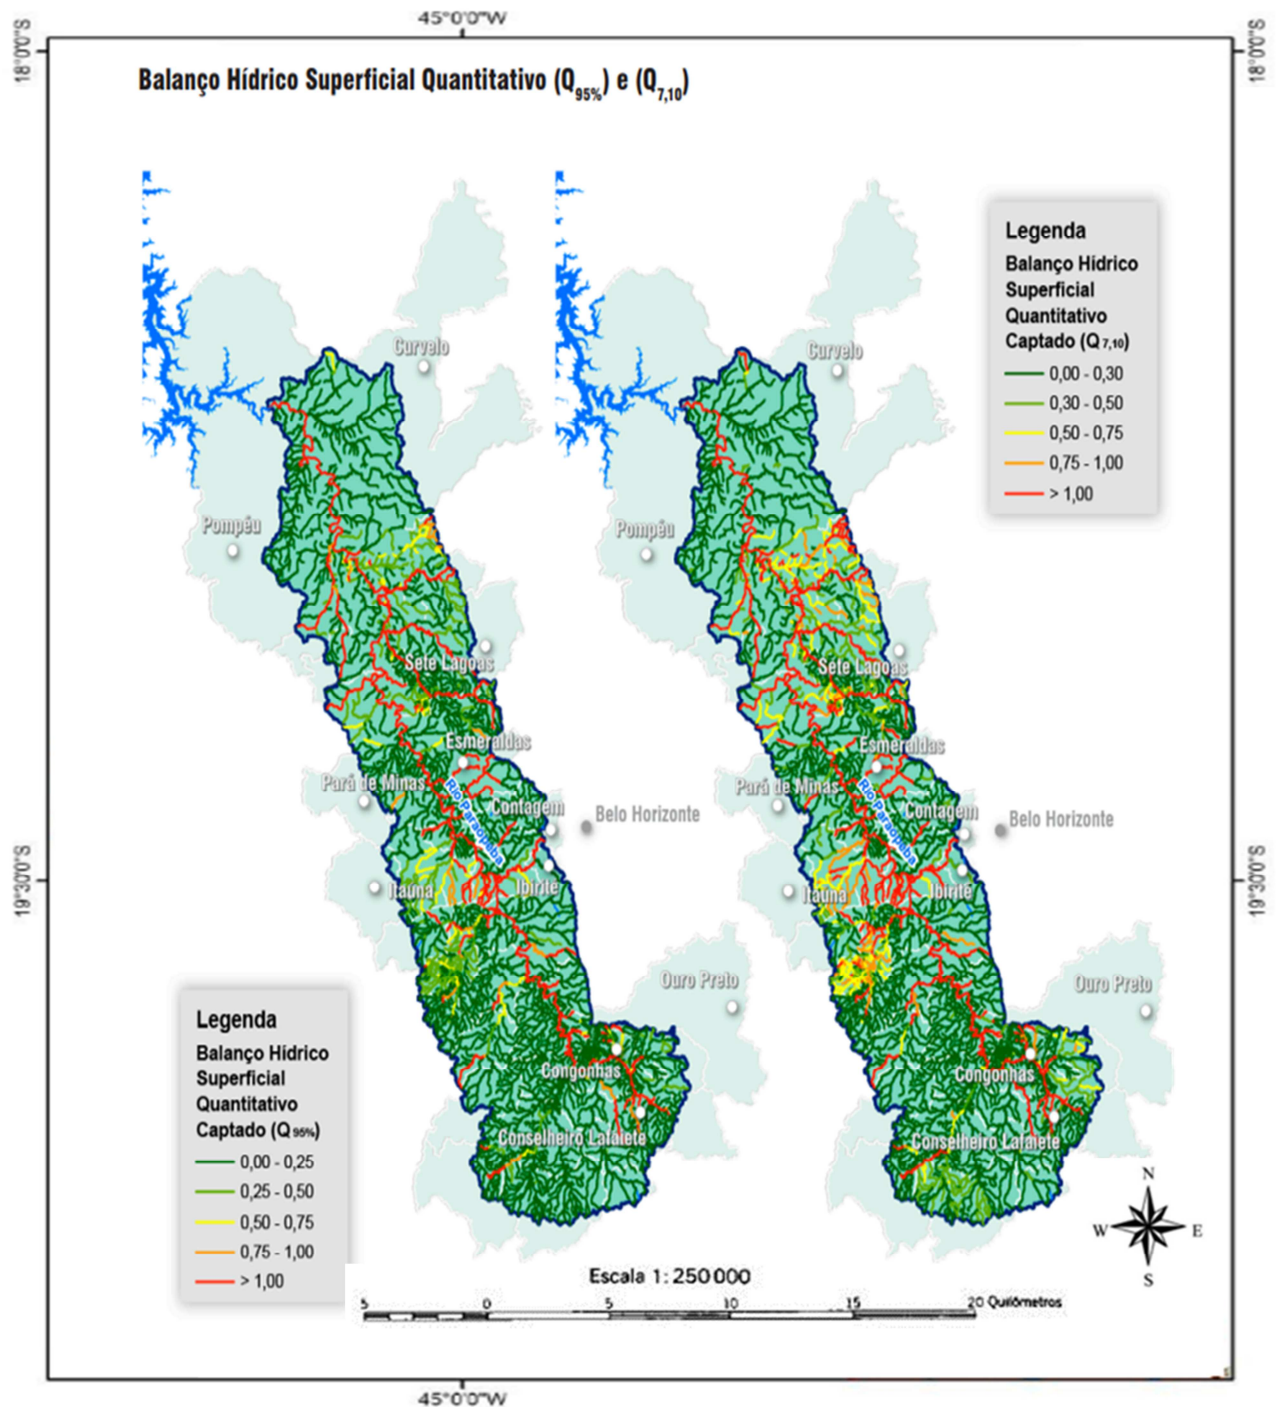 45°0'0"W
18°0'0"S
18°0'0"S
Balanço Hídrico Superficial Quantitativo (Q95%) e (Q7,10)
Legenda
Balanço Hídrico
Superficial
Quantitativo
Captado (Q 7,10)
0,00 - 0,30
0,30 - 0,50
0,50 - 0,75
0,75 - 1,00
> 1,00
Curvelo
Pompéu
Sete Lagoas
Esmeraldas
Pará de Minas
Rio Paraopeba
Contagem
Belo Horizonte
Itaúna
Ibirité
Ouro Preto
Congonhas
Conselheiro Lafaiete
Curvelo
Pompéu
Sete Lagoas
Esmeraldas
Pará de Minas
Rio Paraopeba
Contagem
Belo Horizonte
Itaúna
Ibirité
Ouro Preto
Congonhas
Conselheiro Lafaiete
19°30'0"S
19°30'0"S
Legenda
Balanço Hídrico
Superficial
Quantitativo
Captado (Q 95%)
0,00 - 0,25
0,25 - 0,50
0,50 - 0,75
0,75 - 1,00
> 1,00
N
W E
S
Escala 1:250000
5 0 5 10 15 20 Quilômetros
45°0'0"W